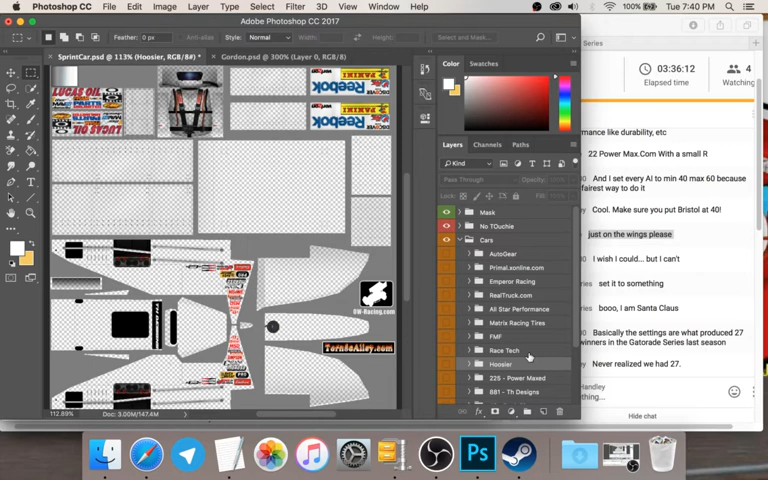 Photoshop File Edit Image Layer Type Select Filter 3D View Window Help 100% Tue 7:40 PM
Adobe Photoshop CC 2017
Feather: 0 px Anti-alias Style: Normal Width: Height: Select and Mask...
SprintCar.psd @ 113% (Hoosier, RGB/8#) * Gordon.psd @ 300% (Layer 0, RGB/8)
Series
Color Swatches
03:36:12 4
Elapsed time Watching
LUCAS OIL
Reebok
Reebok
LUCAS OIL
Layers Channels Paths
Kind
Pass Through Opacity:
Lock: Fill:
Mask
No TOuchie
Cars
AutoGear
Primal.xonline.com
Emperor Racing
RealTruck.com
All Star Performance
Matrix Racing Tires
FMF
Race Tech
Hoosier
225 - Power Maxed
881 - Th Designs
DW-Racing.com
TornadoAlley.com
112.89% Doc: 3.00M/147.4M
rmance like durability, etc
22 Power Max.Com With a small R
And I set every AI to min 40 max 60 because
fairest way to do it
Cool. Make sure you put Bristol at 40!
just on the wings please
I wish I could... but I can't
set it to something
booo, I am Santa Claus
Basically the settings are what produced 27
winners in the Gatorade Series last season
Never realized we had 27.
Handley
thing...
Hide chat
Ps